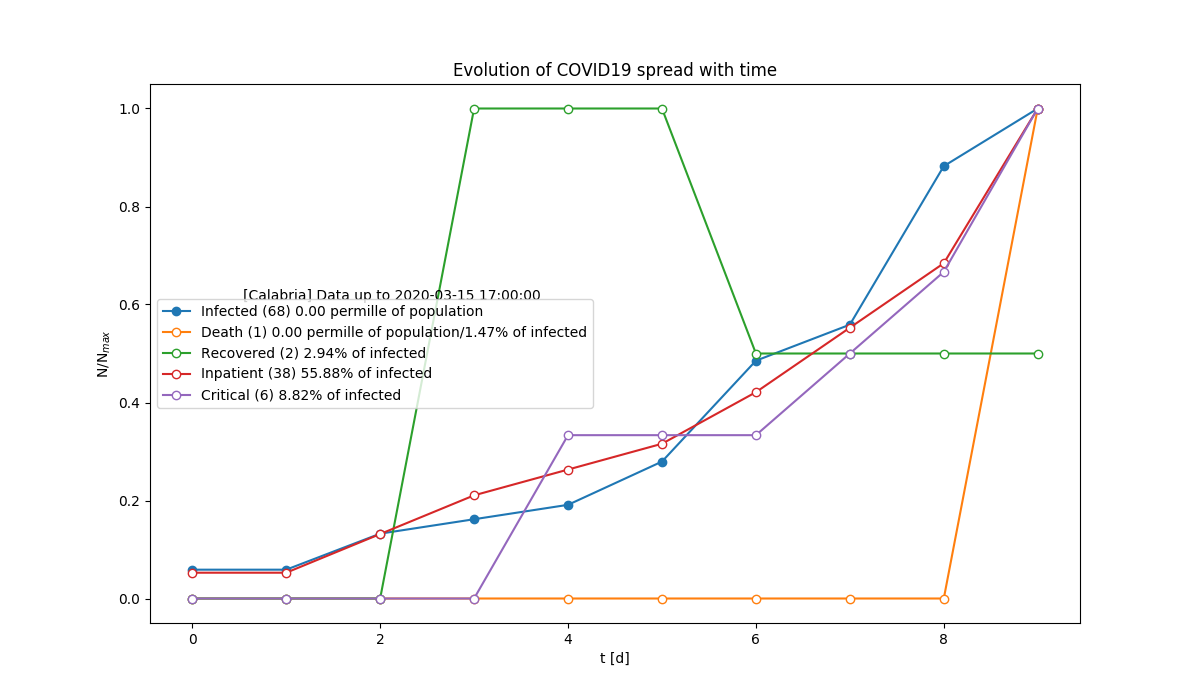 Evolution of COVID19 spread with time
1.0
0.8
0.6
0.4
0.2
0.0
N/N_max
[Calabria] Data up to 2020-03-15 17:00:00
Infected (68) 0.00 permille of population
Death (1) 0.00 permille of population/1.47% of infected
Recovered (2) 2.94% of infected
Inpatient (38) 55.88% of infected
Critical (6) 8.82% of infected
0 2 4 6 8
t [d]